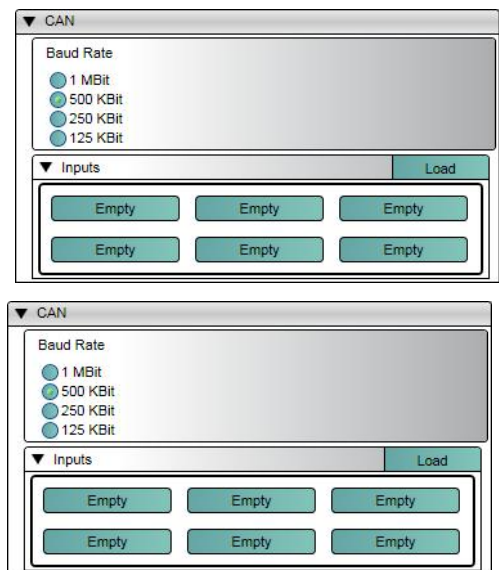 CAN
Baud Rate
1 MBit
500 KBit
250 KBit
125 KBit
Inputs Load
Empty Empty Empty
Empty Empty Empty
CAN
Baud Rate
1 MBit
500 KBit
250 KBit
125 KBit
Inputs Load
Empty Empty Empty
Empty Empty Empty